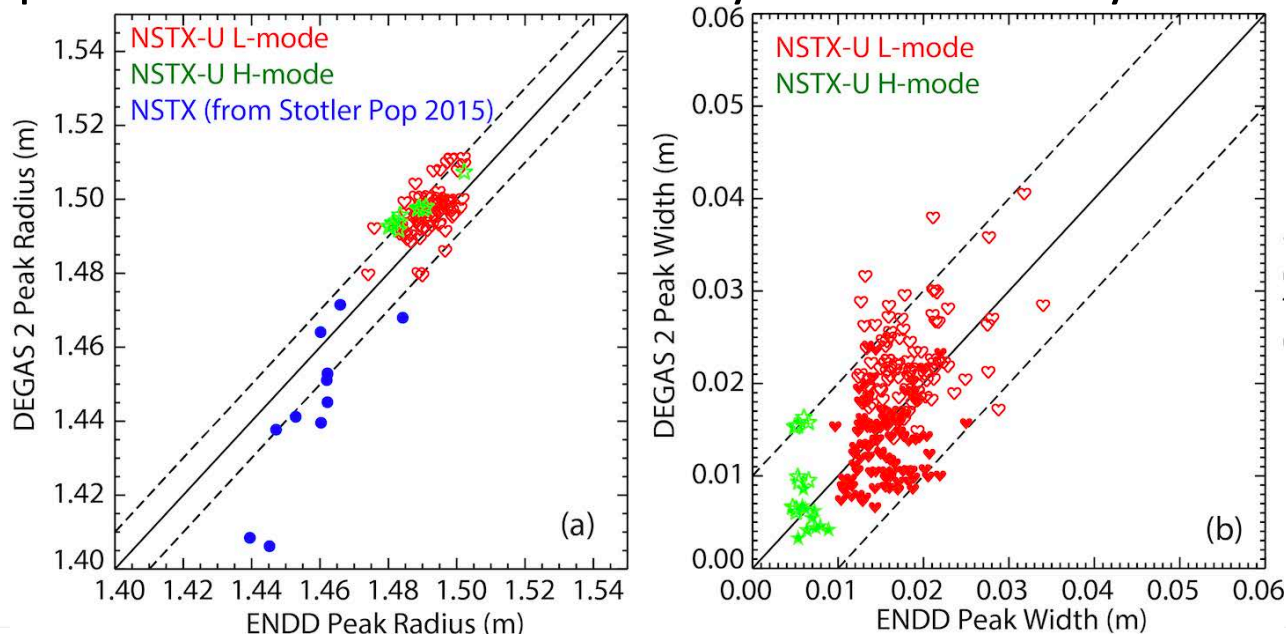 NSTX-U L-mode
NSTX-U H-mode
NSTX (from Stotler Pop 2015)
DEGAS 2 Peak Radius (m)
1.54
1.52
1.50
1.48
1.46
1.44
1.42
1.40
(a)
1.40 1.42 1.44 1.46 1.48 1.50 1.52 1.54
ENDD Peak Radius (m)
NSTX-U L-mode
NSTX-U H-mode
DEGAS 2 Peak Width (m)
0.06
0.05
0.04
0.03
0.02
0.01
0.00
(b)
0.00 0.01 0.02 0.03 0.04 0.05 0.06
ENDD Peak Width (m)